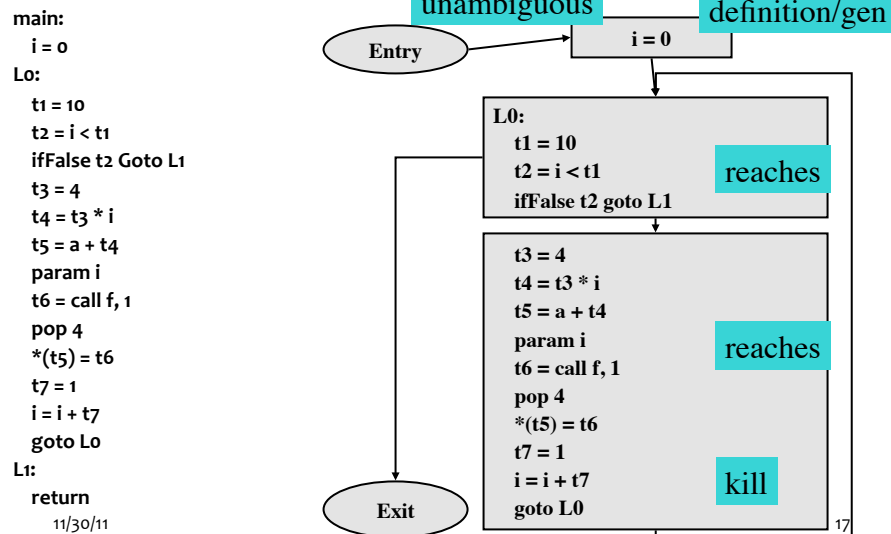 main:
i = 0
L0:
t1 = 10
t2 = i < t1
ifFalse t2 Goto L1
t3 = 4
t4 = t3 * i
t5 = a + t4
param i
t6 = call f, 1
pop 4
*(t5) = t6
t7 = 1
i = i + t7
goto L0
L1:
return
11/30/11
unambiguous
definition/gen
Entry
i = 0
L0:
t1 = 10
t2 = i < t1
ifFalse t2 goto L1
reaches
t3 = 4
t4 = t3 * i
t5 = a + t4
param i
t6 = call f, 1
pop 4
*(t5) = t6
t7 = 1
i = i + t7
goto L0
reaches
kill
Exit
17